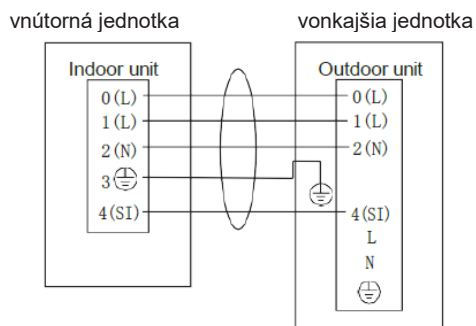 vnútorná jednotka
vonkajšia jednotka
Indoor unit
Outdoor unit
0(L)
0(L)
1(L)
1(L)
2(N)
2(N)
3
4(SI)
4(SI)
L
N